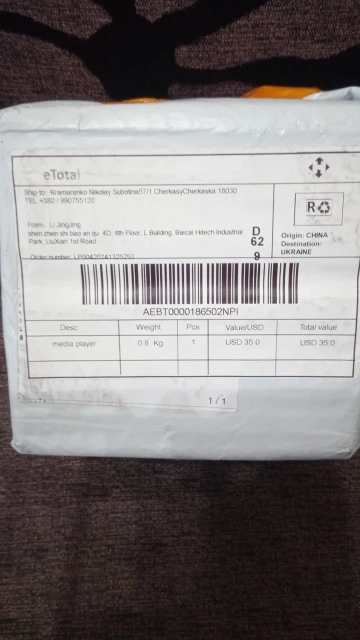 eTotal
Ship to: Kramarenko Nikolay Subotina57/1 CherkasyCherkaska 18030
TEL:+380 / 990755120
R
From: Li JingJing
shen zhen shi bao an qu 4D, 4th Floor, L Building, Baicai Hitech Industrial
Park, LiuXian 1st Road
D
62
9
Origin: CHINA
Destination:
UKRAINE
Order number: LP00420241325253
AEBT0000186502NPI
Desc Weight Pcs Value/USD Total value
media player 0.8 Kg 1 USD 35.0 USD 35.0
1 / 1